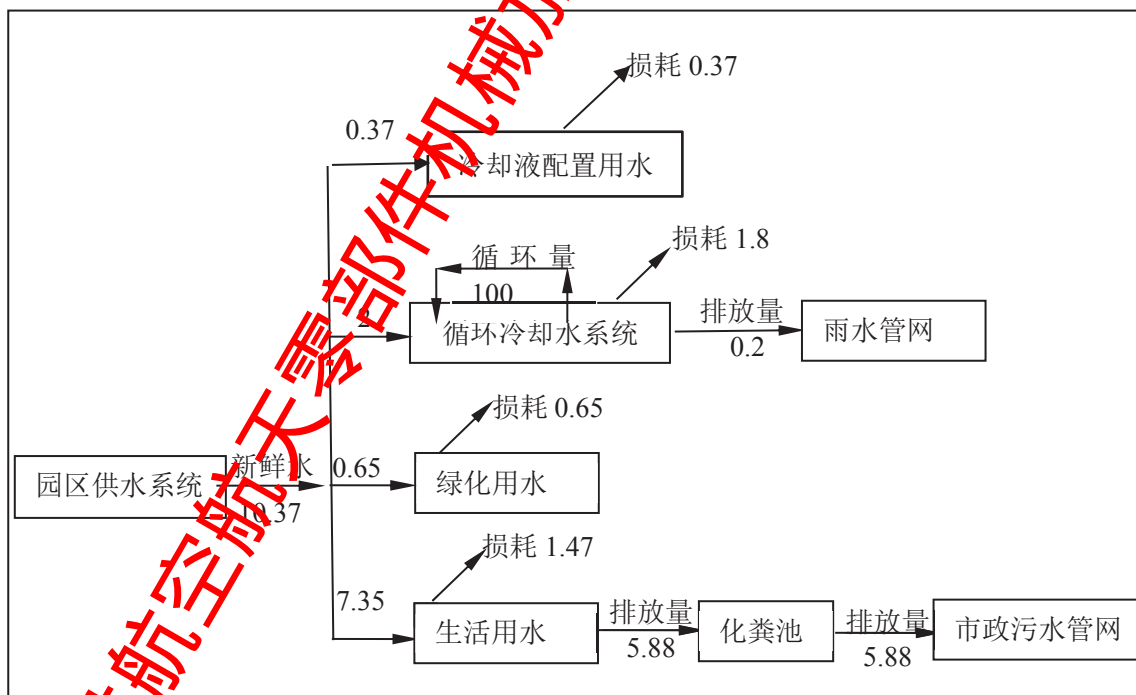 损耗 0.37
0.37
冷却液配置用水
损耗 1.8
循 环 量
100
2
循环冷却水系统
排放量
0.2
雨水管网
损耗 0.65
园区供水系统
新鲜水
10.37
0.65
绿化用水
损耗 1.47
7.35
生活用水
排放量
5.88
化粪池
排放量
5.88
市政污水管网
航空航天零部件机械加